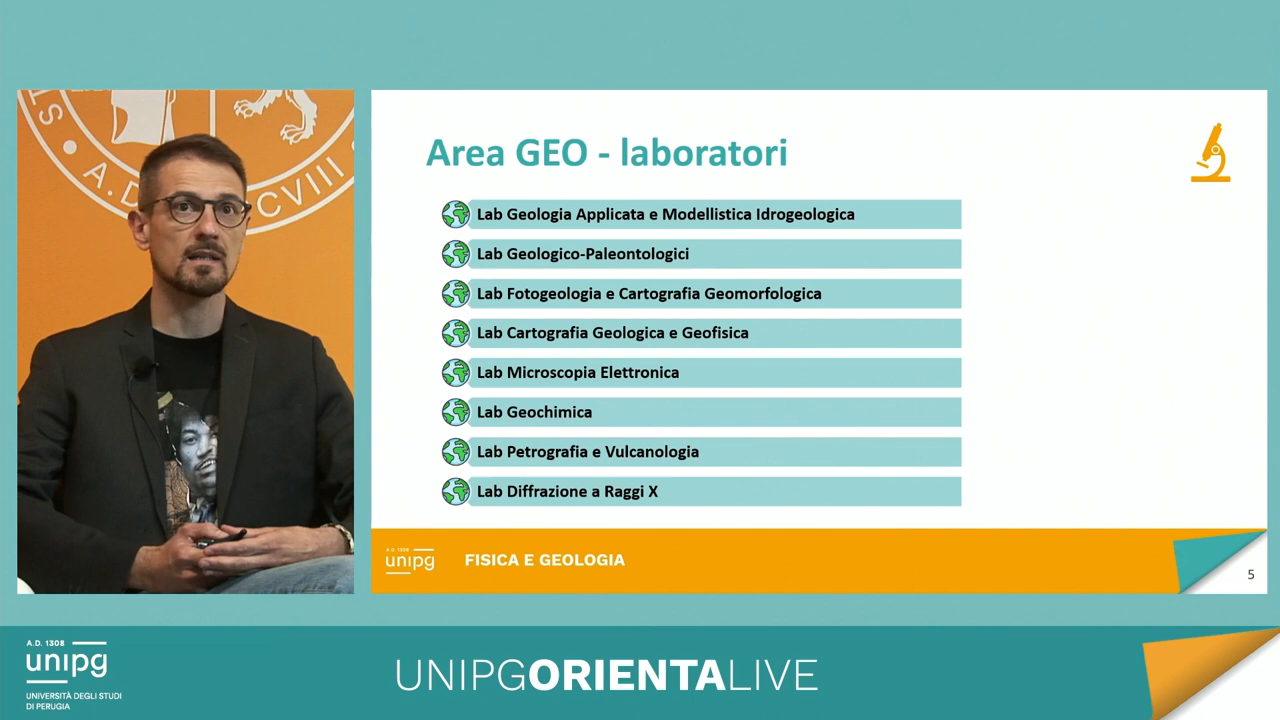 A.D.
CVIII
Area GEO - laboratori
Lab Geologia Applicata e Modellistica Idrogeologica
Lab Geologico-Paleontologici
Lab Fotogeologia e Cartografia Geomorfologica
Lab Cartografia Geologica e Geofisica
Lab Microscopia Elettronica
Lab Geochimica
Lab Petrografia e Vulcanologia
Lab Diffrazione a Raggi X
A.D. 1308
unipg
FISICA E GEOLOGIA
5
A.D. 1308
unipg
UNIVERSITÀ DEGLI STUDI
DI PERUGIA
UNIPGORIENTALIVE